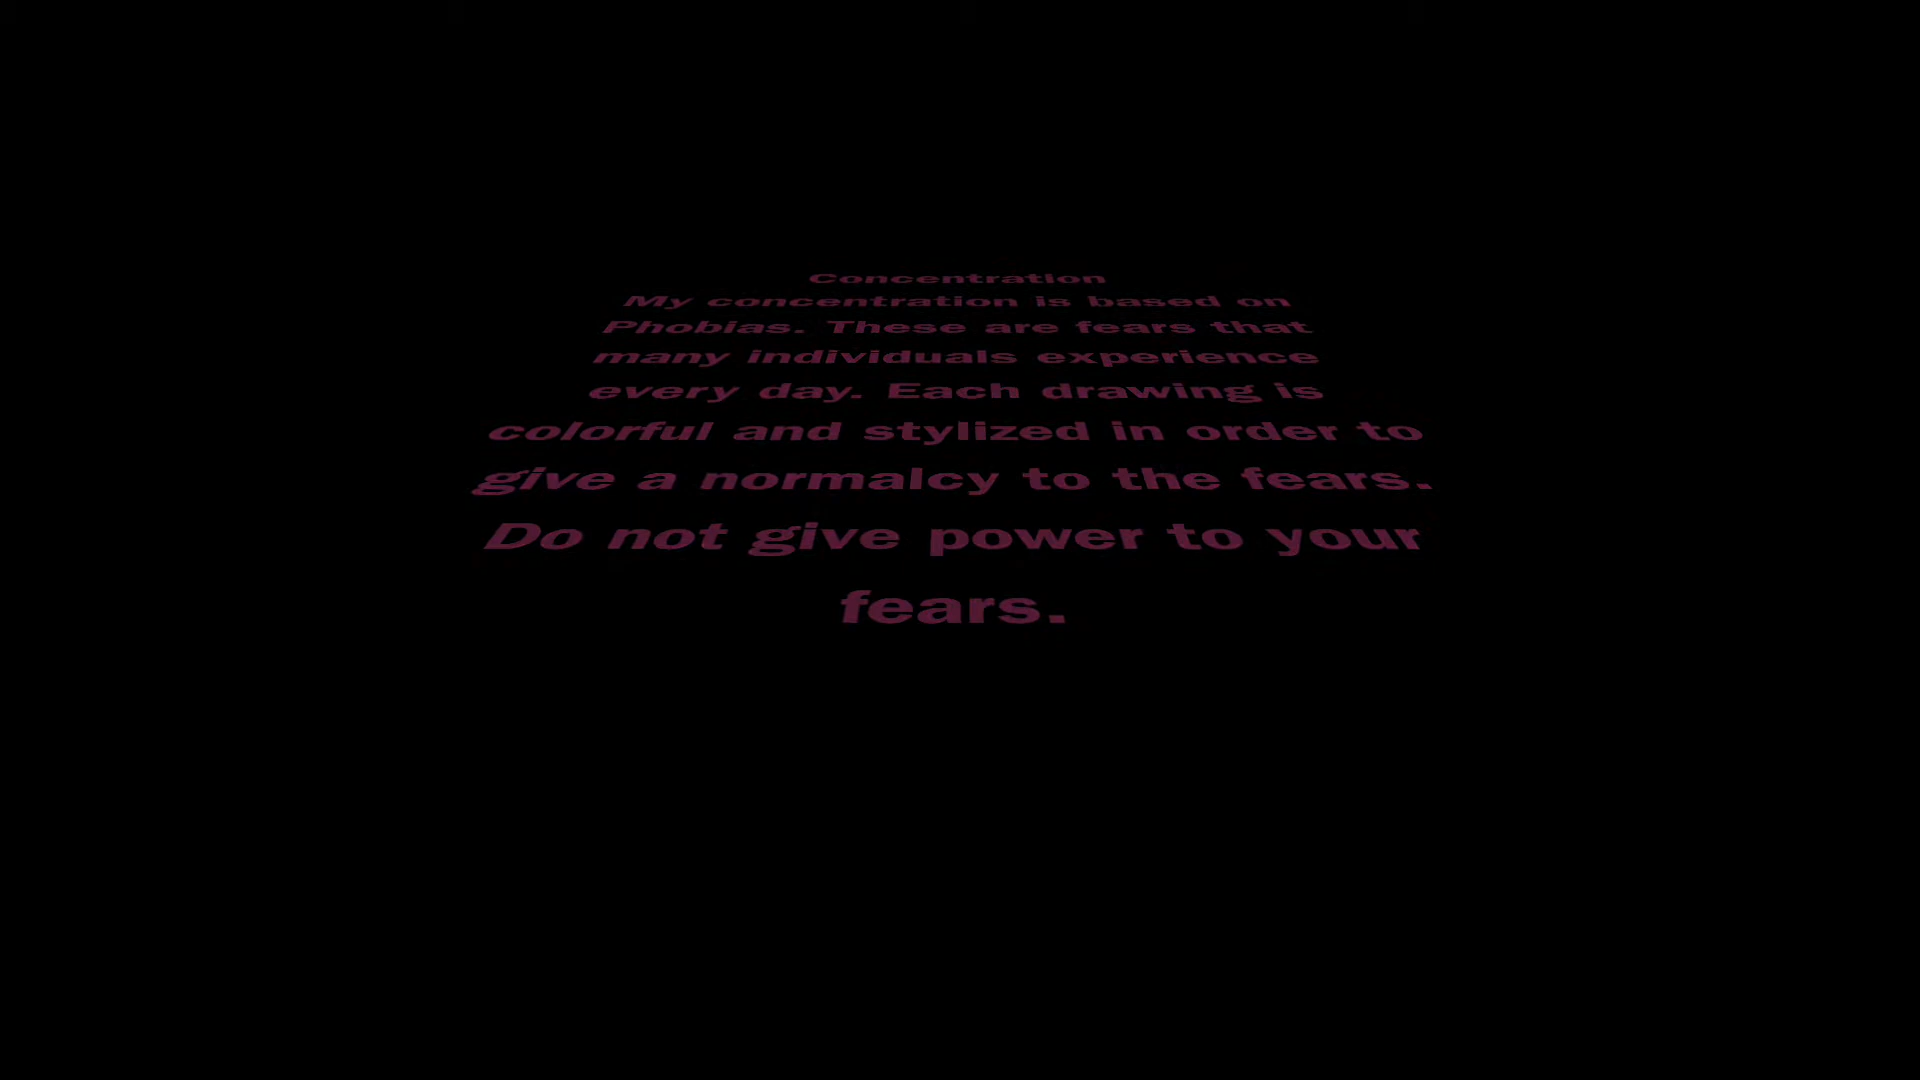 Concentration
My concentration is based on
Phobias. These are fears that
many individuals experience
every day. Each drawing is
colorful and stylized in order to
give a normalcy to the fears.
Do not give power to your
fears.